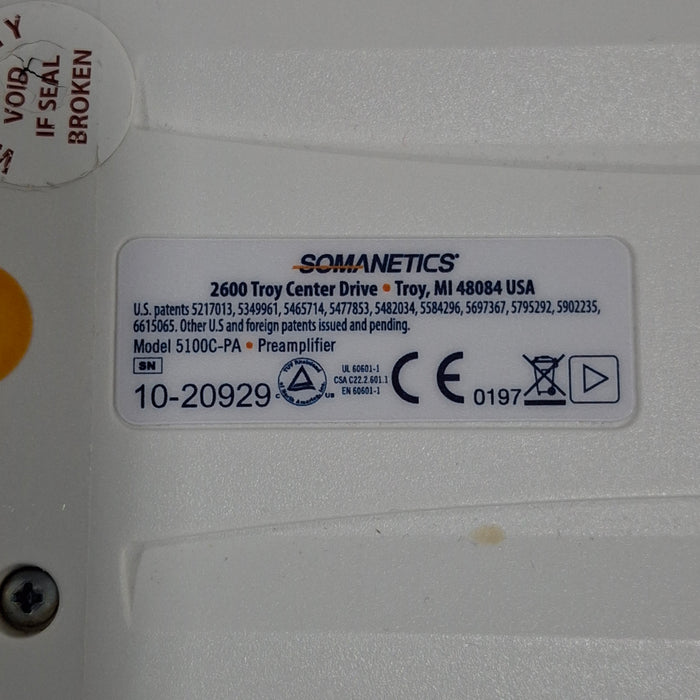 VOID
IF SEAL
BROKEN
SOMANETICS
2600 Troy Center Drive • Troy, MI 48084 USA
U.S. patents 5217013, 5349961, 5465714, 5477853, 5482034, 5584296, 5697367, 5795292, 5902235,
6615065. Other U.S and foreign patents issued and pending.
Model 5100C-PA • Preamplifier
SN
10-20929
C US
UL 60601-1
CSA C22.2.601.1
EN 60601-1
CE 0197